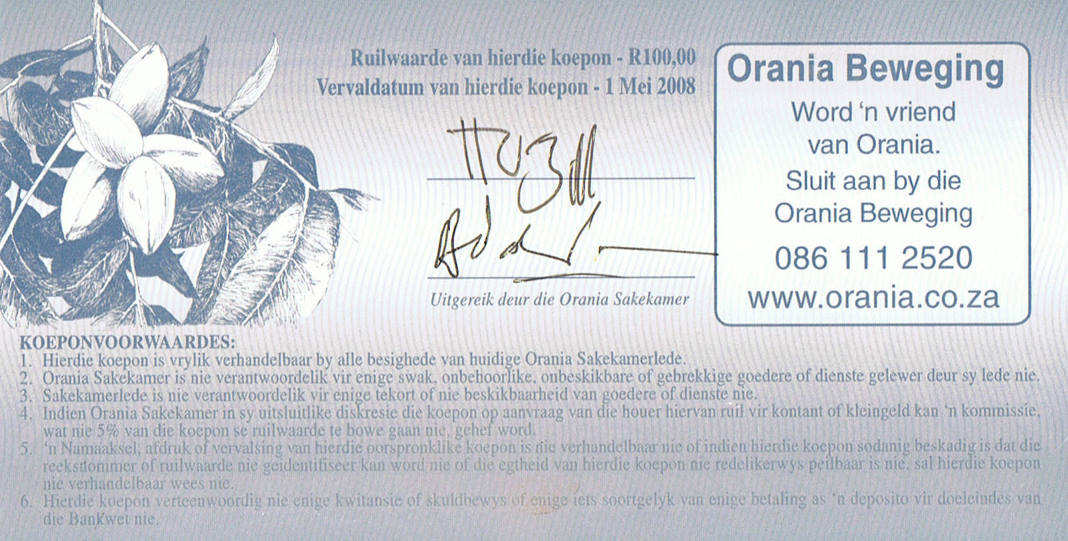 Ruilwaarde van hierdie koepon - R100,00
Vervaldatum van hierdie koepon - 1 Mei 2008
Uitgereik deur die Orania Sakekamer
Orania Beweging
Word 'n vriend
van Orania.
Sluit aan by die
Orania Beweging
086 111 2520
www.orania.co.za
KOEPONVOORWAARDES:
1. Hierdie koepon is vrylik verhandelbaar by alle besighede van huidige Orania Sakekamerlede.
2. Orania Sakekamer is nie verantwoordelik vir enige swak, onbehoorlike, onbeskikbare of gebrekkige goedere of dienste gelewer deur sy lede nie.
3. Sakekamerlede is nie verantwoordelik vir enige tekort of nie beskikbaarheid van goedere of dienste nie.
4. Indien Orania Sakekamer in sy uitsluitlike diskresie die koepon op aanvraag van die houer hiervan ruil vir kontant of kleingeld kan 'n kommissie,
wat nie 5% van die koepon se ruilwaarde te bowe gaan nie, gehef word.
5. 'n Namaaksel, afdruk of vervalsing van hierdie oorspronklike koepon is nie verhandelbaar nie of indien hierdie koepon sodanig beskadig is dat die
reeksnommer of ruilwaarde nie geidentifiseer kan word nie of die egtheid van hierdie koepon nie redelikerwys peilbaar is nie, sal hierdie koepon
nie verhandelbaar wees nie.
6. Hierdie koepon verteenwoordig nie enige kwitansie of skuldbewys of enige iets soortgelyk van enige betaling as 'n deposito vir doeleindes van
die Bankwet nie.